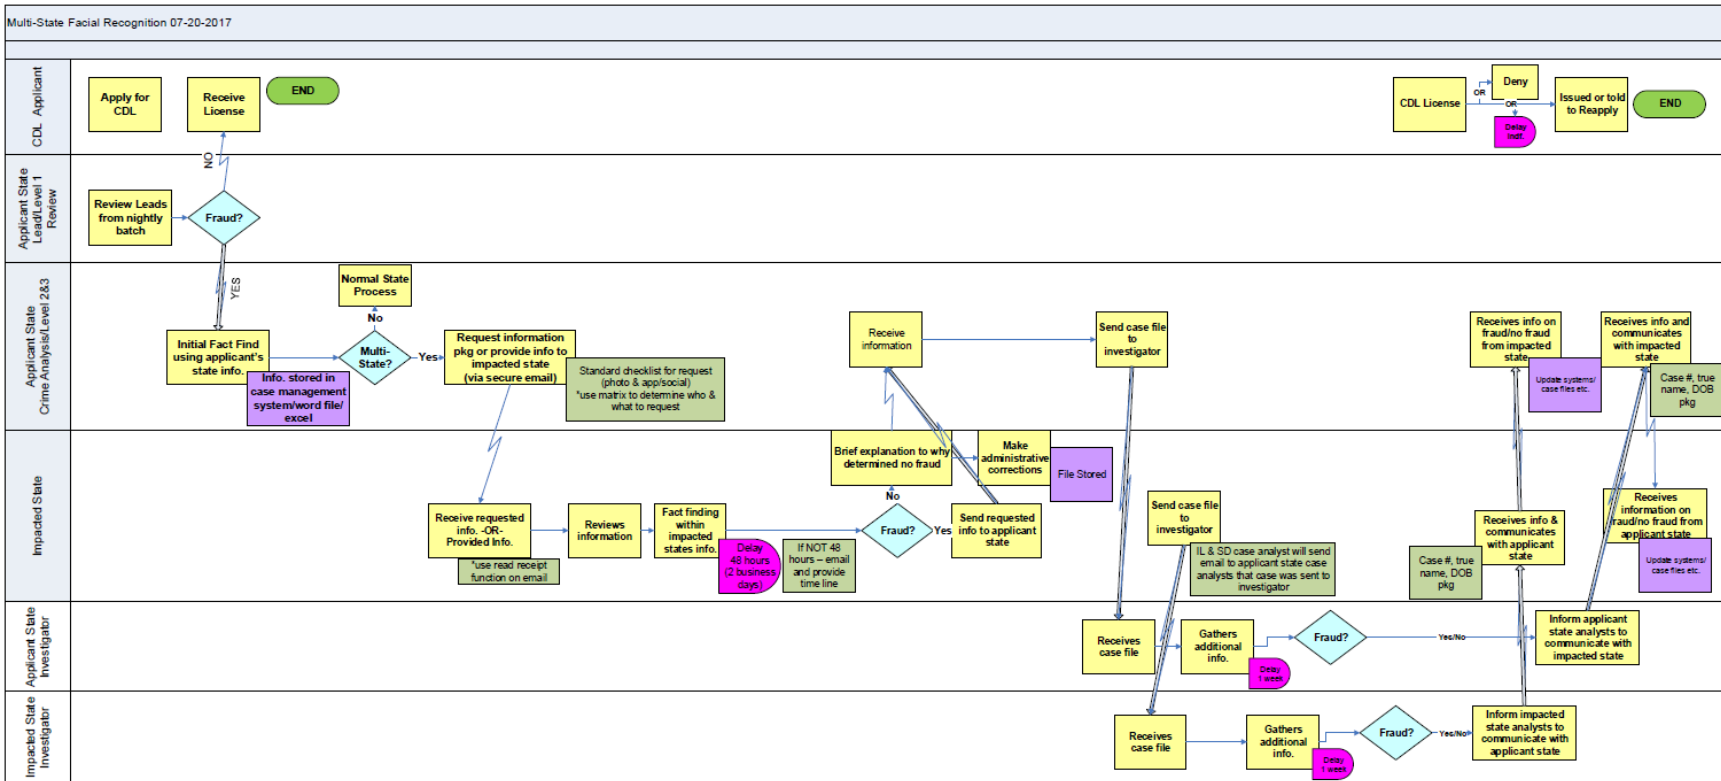 Multi-State Facial Recognition 07-20-2017
CDL Applicant
Apply for
CDL
Receive
License
END
CDL License
OR
Deny
OR
Delay
Indf.
Issued or told
to Reapply
END
Applicant State
Lead/Level 1
Review
Review Leads
from nightly
batch
Fraud?
NO
YES
Applicant State
Crime Analysis/Level 2&3
Initial Fact Find
using applicant's
state info.
Info. stored in
case management
system/word file/
excel
Normal State
Process
No
Multi-
State?
Yes
Request information
pkg or provide info to
impacted state
(via secure email)
Standard checklist for request
(photo & app/social)
*use matrix to determine who &
what to request
Receive
information
Send case file
to
investigator
Receives info on
fraud/no fraud
from impacted
state
Update systems/
case files etc.
Receives info and
communicates
with impacted
state
Case #, true
name, DOB
pkg
Impacted State
Receive requested
info. -OR-
Provided Info.
*use read receipt
function on email
Reviews
information
Fact finding
within
impacted
states info.
Delay
48 hours
(2 business
days)
If NOT 48
hours – email
and provide
time line
Brief explanation to why
determined no fraud
No
Fraud?
Yes
Make
administrative
corrections
File Stored
Send requested
info to applicant
state
Send case file
to
investigator
IL & SD case analyst will send
email to applicant state case
analysts that case was sent to
investigator
Case #, true
name, DOB
pkg
Receives info &
communicates
with applicant
state
Receives
information on
fraud/no fraud from
applicant state
Update systems/
case files etc.
Applicant State
Investigator
Receives
case file
Gathers
additional
info.
Delay
1 week
Fraud?
Yes/No
Inform applicant
state analysts to
communicate with
impacted state
Impacted State
Investigator
Receives
case file
Gathers
additional
info.
Delay
1 week
Fraud?
Yes/No
Inform impacted
state analysts to
communicate with
applicant state